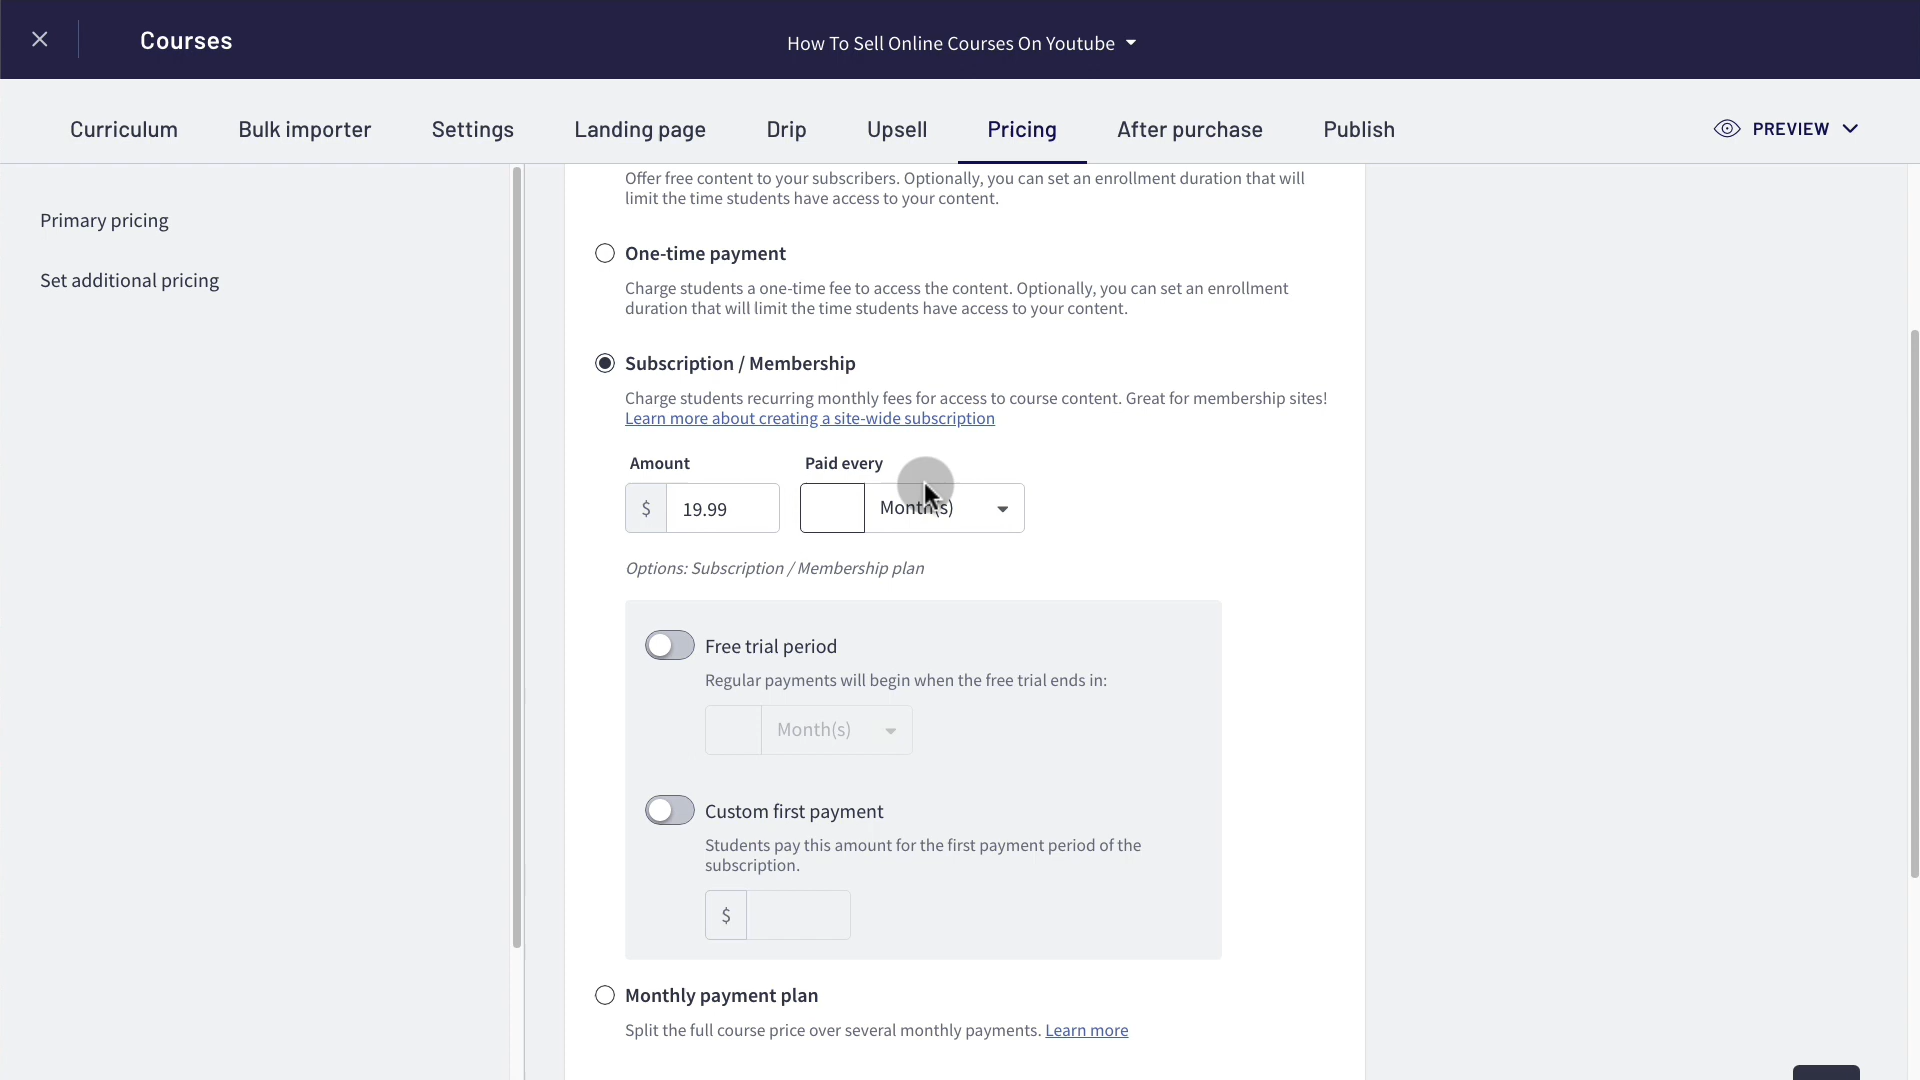 Courses
How To Sell Online Courses On Youtube
Curriculum
Bulk importer
Settings
Landing page
Drip
Upsell
Pricing
After purchase
Publish
PREVIEW
Primary pricing
Set additional pricing
Offer free content to your subscribers. Optionally, you can set an enrollment duration that will
limit the time students have access to your content.
One-time payment
Charge students a one-time fee to access the content. Optionally, you can set an enrollment
duration that will limit the time students have access to your content.
Subscription / Membership
Charge students recurring monthly fees for access to course content. Great for membership sites!
Learn more about creating a site-wide subscription
Amount
Paid every
$ 19.99
Month(s)
Options: Subscription / Membership plan
Free trial period
Regular payments will begin when the free trial ends in:
Month(s)
Custom first payment
Students pay this amount for the first payment period of the
subscription.
$
Monthly payment plan
Split the full course price over several monthly payments. Learn more